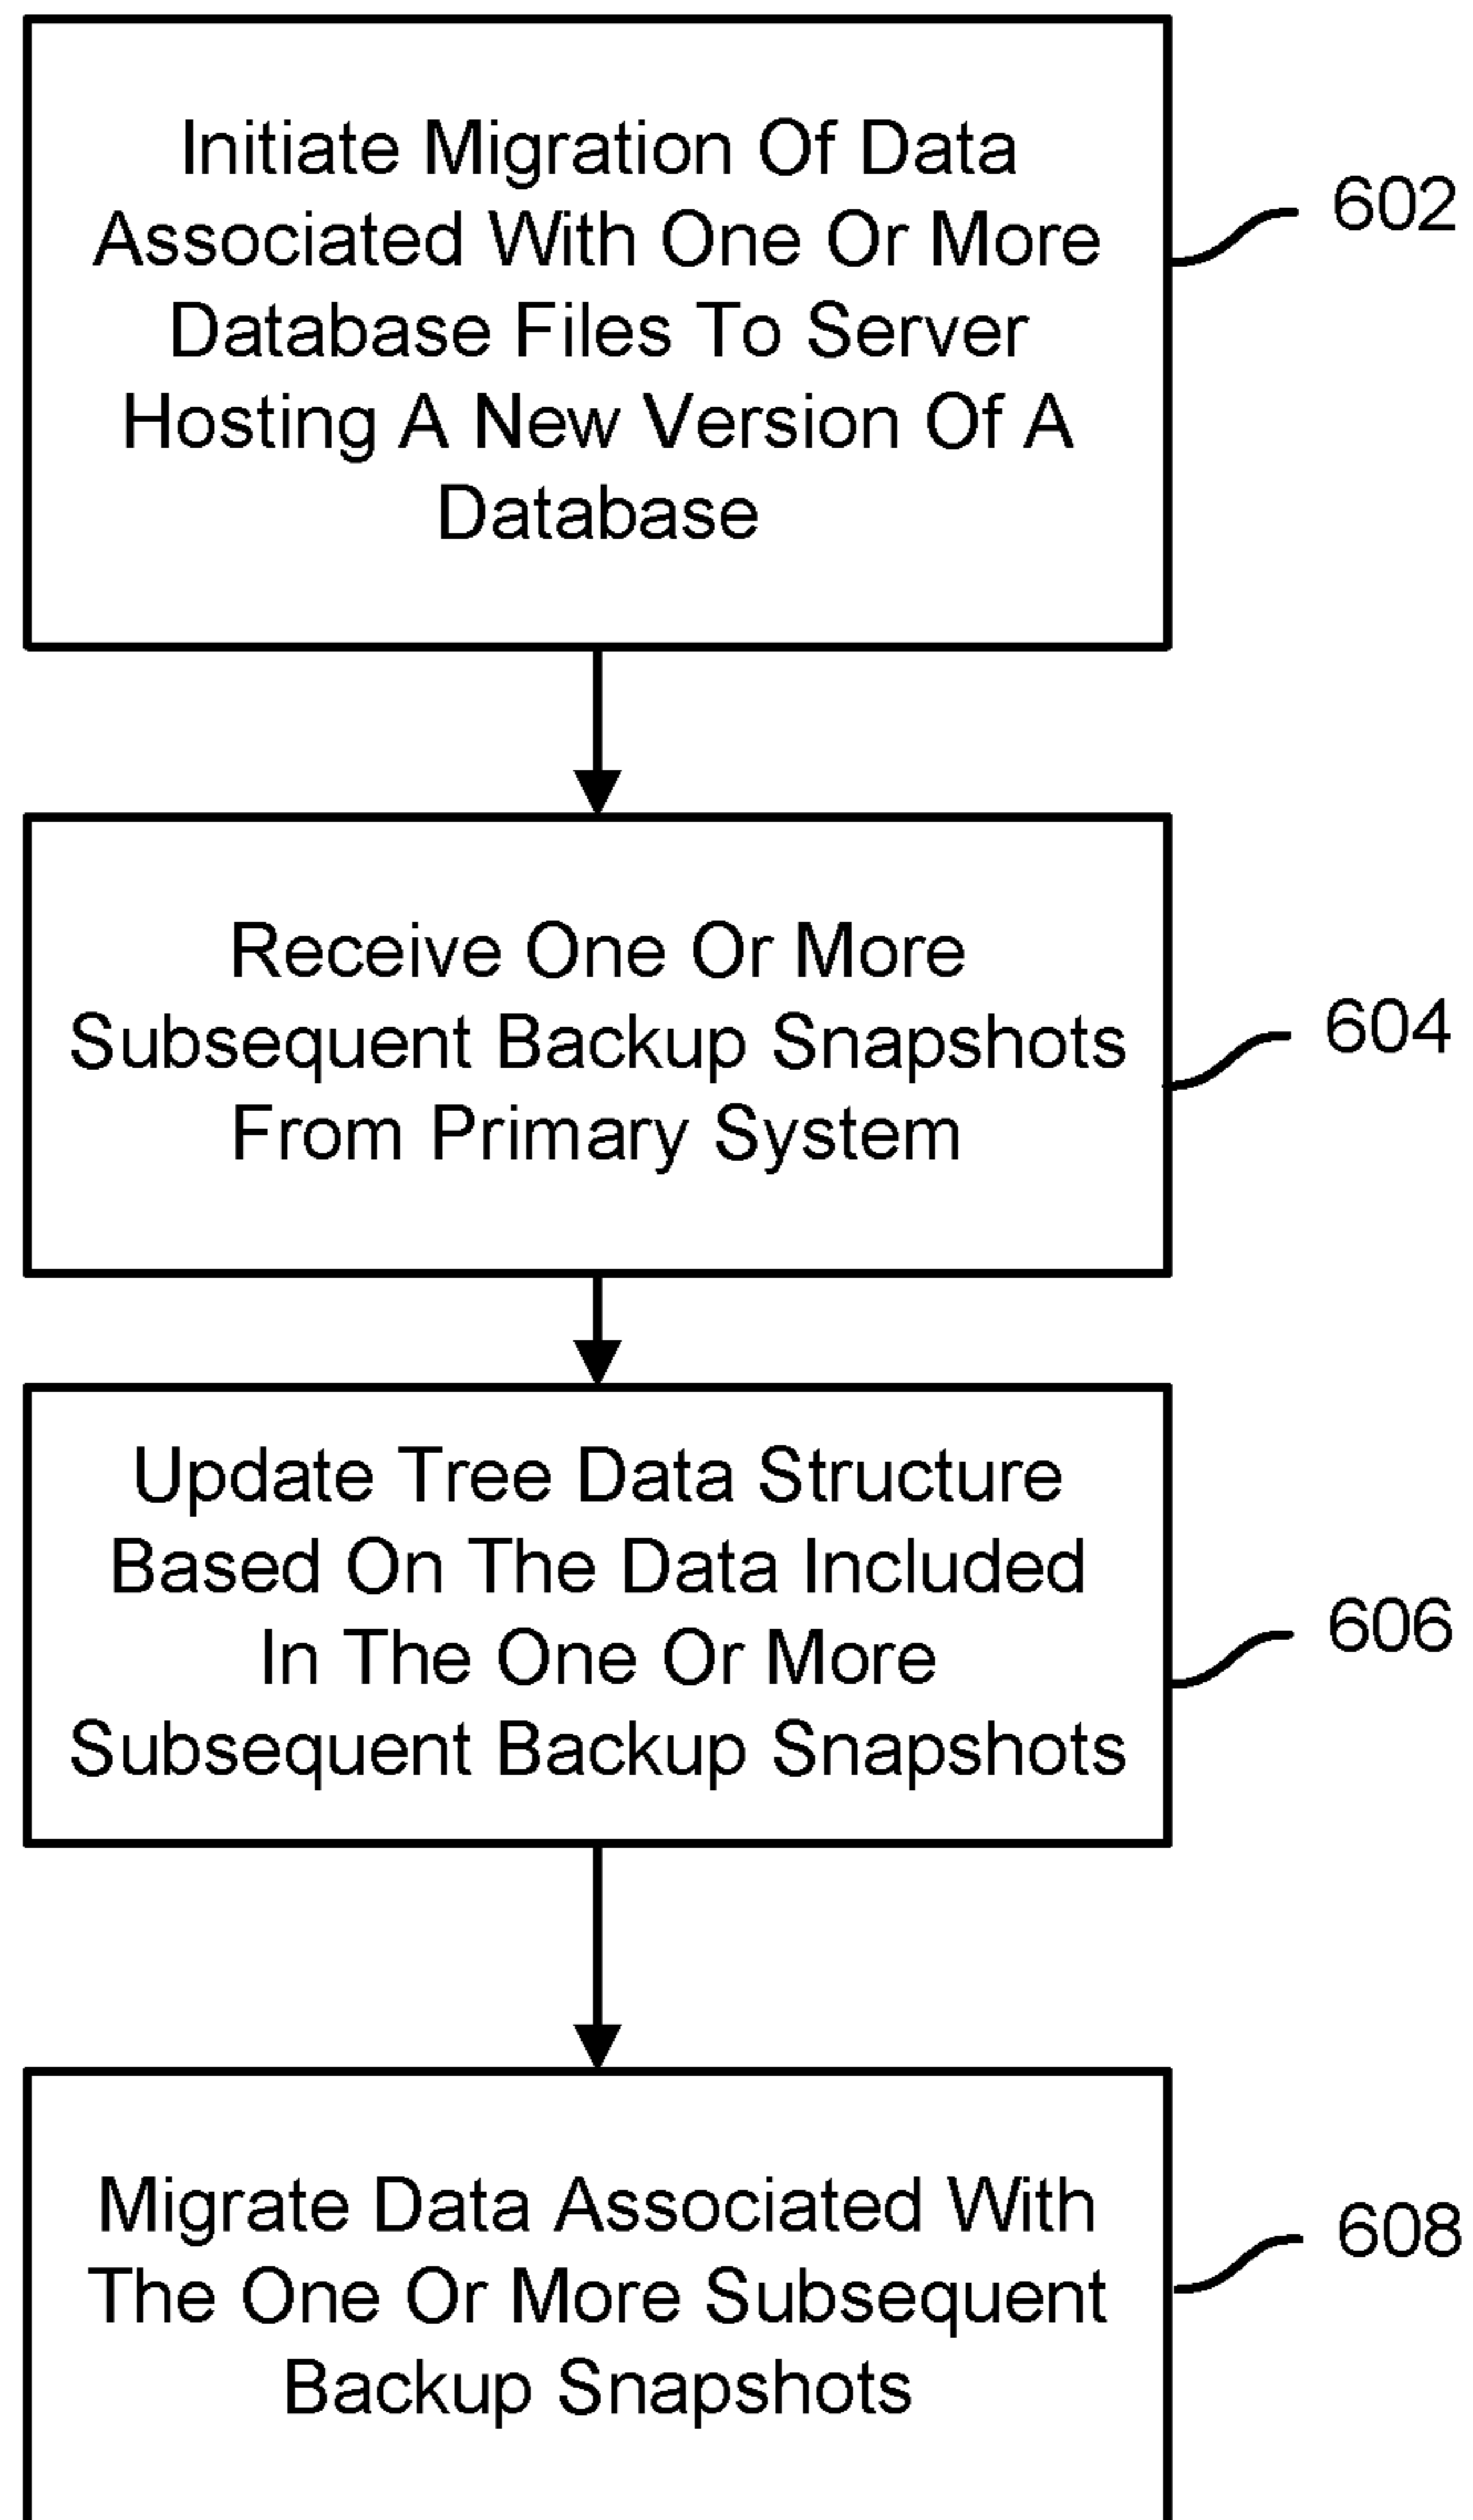 Initiate Migration Of Data
Associated With One Or More
Database Files To Server
Hosting A New Version Of A
Database
602
Receive One Or More
Subsequent Backup Snapshots
From Primary System
604
Update Tree Data Structure
Based On The Data Included
In The One Or More
Subsequent Backup Snapshots
606
Migrate Data Associated With
The One Or More Subsequent
Backup Snapshots
608